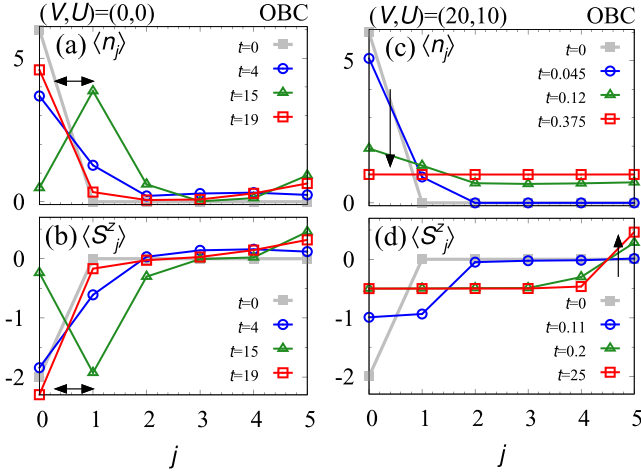 (V,U)=(0,0) OBC
(a) ⟨n_j⟩
6
0
t=0
t=4
t=15
t=19
(b) ⟨S^z_j⟩
0
-1
-2
t=0
t=4
t=15
t=19
0 1 2 3 4 5
j
(V,U)=(20,10) OBC
(c) ⟨n_j⟩
6
0
t=0
t=0.045
t=0.12
t=0.375
(d) ⟨S^z_j⟩
0
-1
-2
t=0
t=0.11
t=0.2
t=25
0 1 2 3 4 5
j